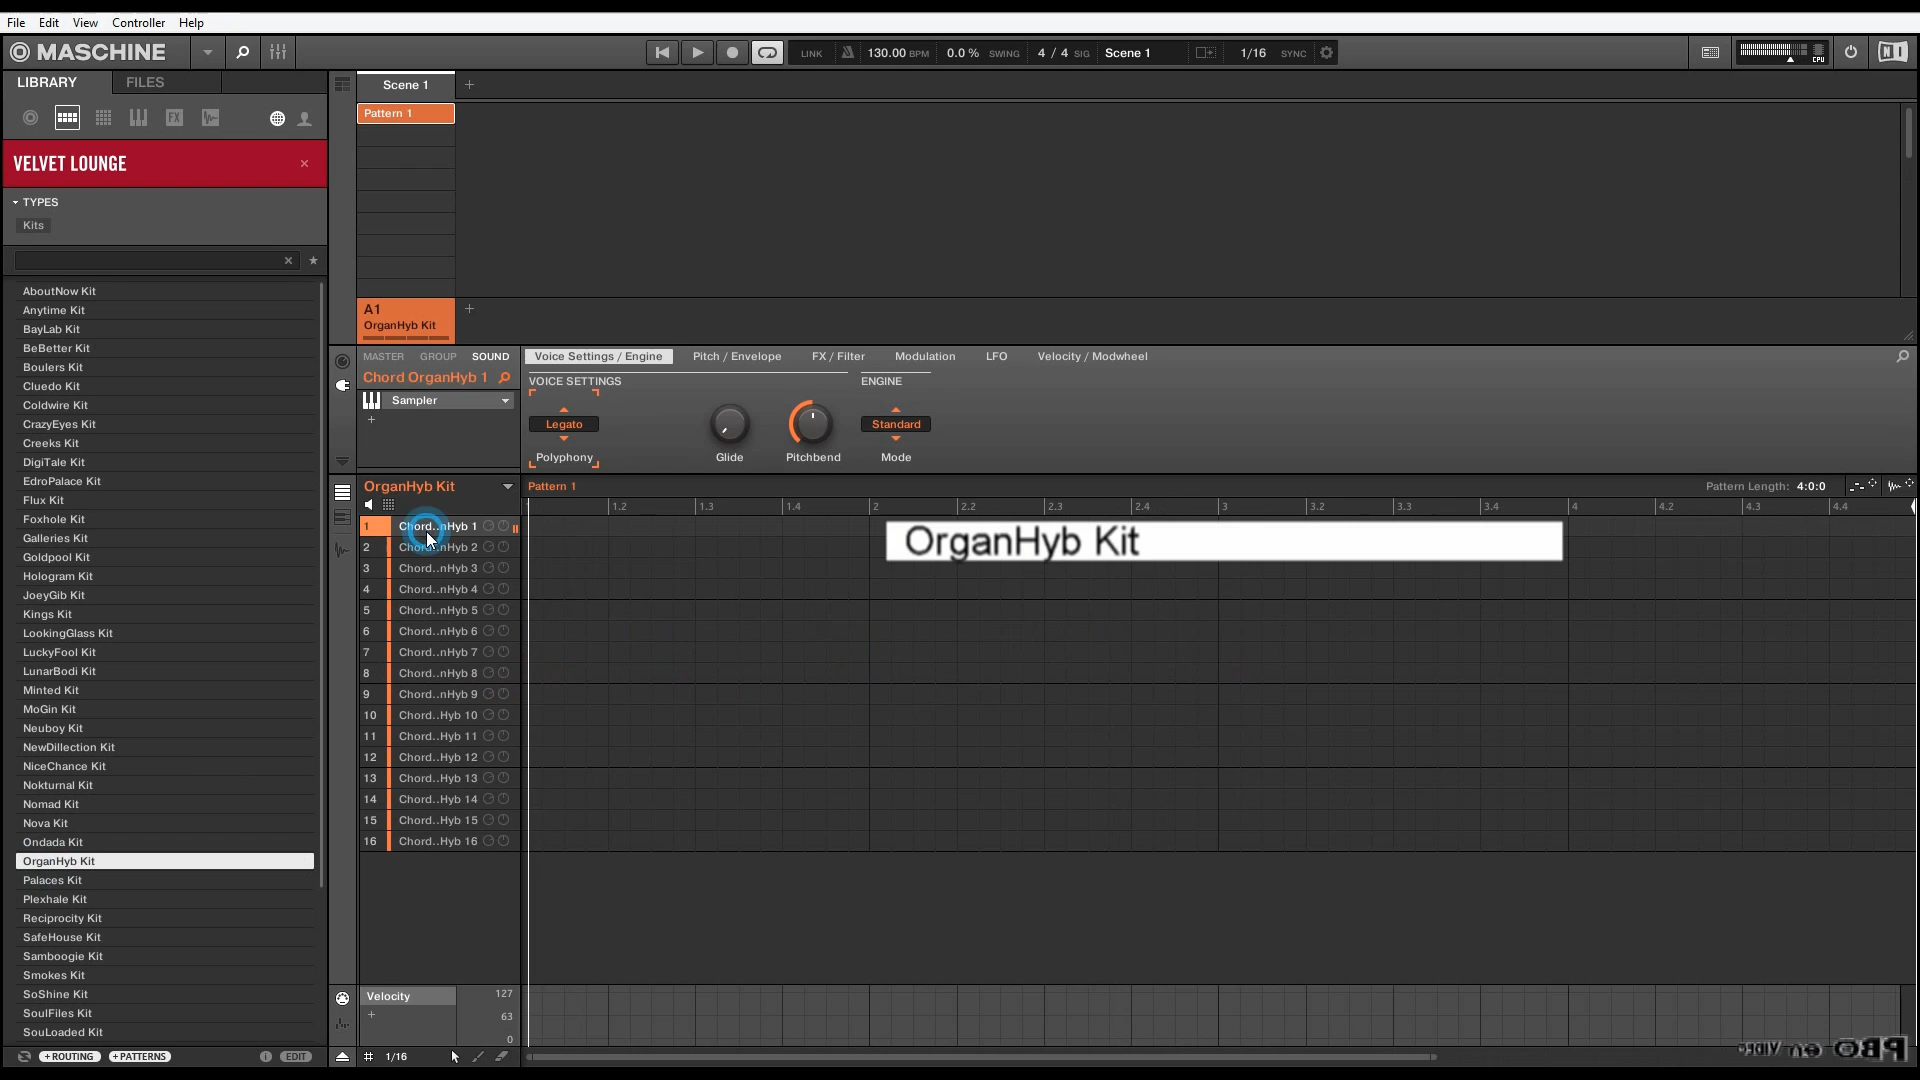 File Edit View Controller Help
MASCHINE
LINK 130.00 BPM 0.0 % SWING 4 / 4 SIG Scene 1 1/16 SYNC CPU
LIBRARY FILES
FX
VELVET LOUNGE
TYPES
Kits
AboutNow Kit
Anytime Kit
BayLab Kit
BeBetter Kit
Boulers Kit
Cluedo Kit
Coldwire Kit
CrazyEyes Kit
Creeks Kit
DigiTale Kit
EdroPalace Kit
Flux Kit
Foxhole Kit
Galleries Kit
Goldpool Kit
Hologram Kit
JoeyGib Kit
Kings Kit
LookingGlass Kit
LuckyFool Kit
LunarBodi Kit
Minted Kit
MoGin Kit
Neuboy Kit
NewDillection Kit
NiceChance Kit
Nokturnal Kit
Nomad Kit
Nova Kit
Ondada Kit
OrganHyb Kit
Palaces Kit
Plexhale Kit
Reciprocity Kit
SafeHouse Kit
Samboogie Kit
Smokes Kit
SoShine Kit
SoulFiles Kit
SouLoaded Kit
+ROUTING +PATTERNS EDIT
Scene 1
Pattern 1
A1
OrganHyb Kit
MASTER GROUP SOUND
Chord OrganHyb 1
Sampler
Voice Settings / Engine Pitch / Envelope FX / Filter Modulation LFO Velocity / Modwheel
VOICE SETTINGS ENGINE
Legato Standard
Polyphony Glide Pitchbend Mode
OrganHyb Kit
Pattern 1 Pattern Length: 4:0:0
1.2 1.3 1.4 2 2.2 2.3 2.4 3 3.2 3.3 3.4 4 4.2 4.3 4.4
OrganHyb Kit
1 Chord..nHyb 1
2 Chord..nHyb 2
3 Chord..nHyb 3
4 Chord..nHyb 4
5 Chord..nHyb 5
6 Chord..nHyb 6
7 Chord..nHyb 7
8 Chord..nHyb 8
9 Chord..nHyb 9
10 Chord..Hyb 10
11 Chord..Hyb 11
12 Chord..Hyb 12
13 Chord..Hyb 13
14 Chord..Hyb 14
15 Chord..Hyb 15
16 Chord..Hyb 16
Velocity 127
63
0
1/16